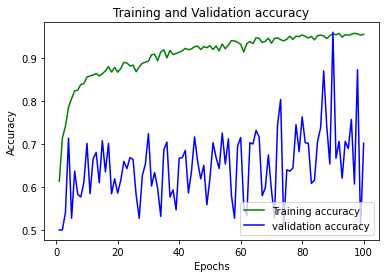 Training and Validation accuracy
Accuracy
0.9
0.8
0.7
0.6
0.5
Training accuracy
validation accuracy
0
20
40
60
80
100
Epochs